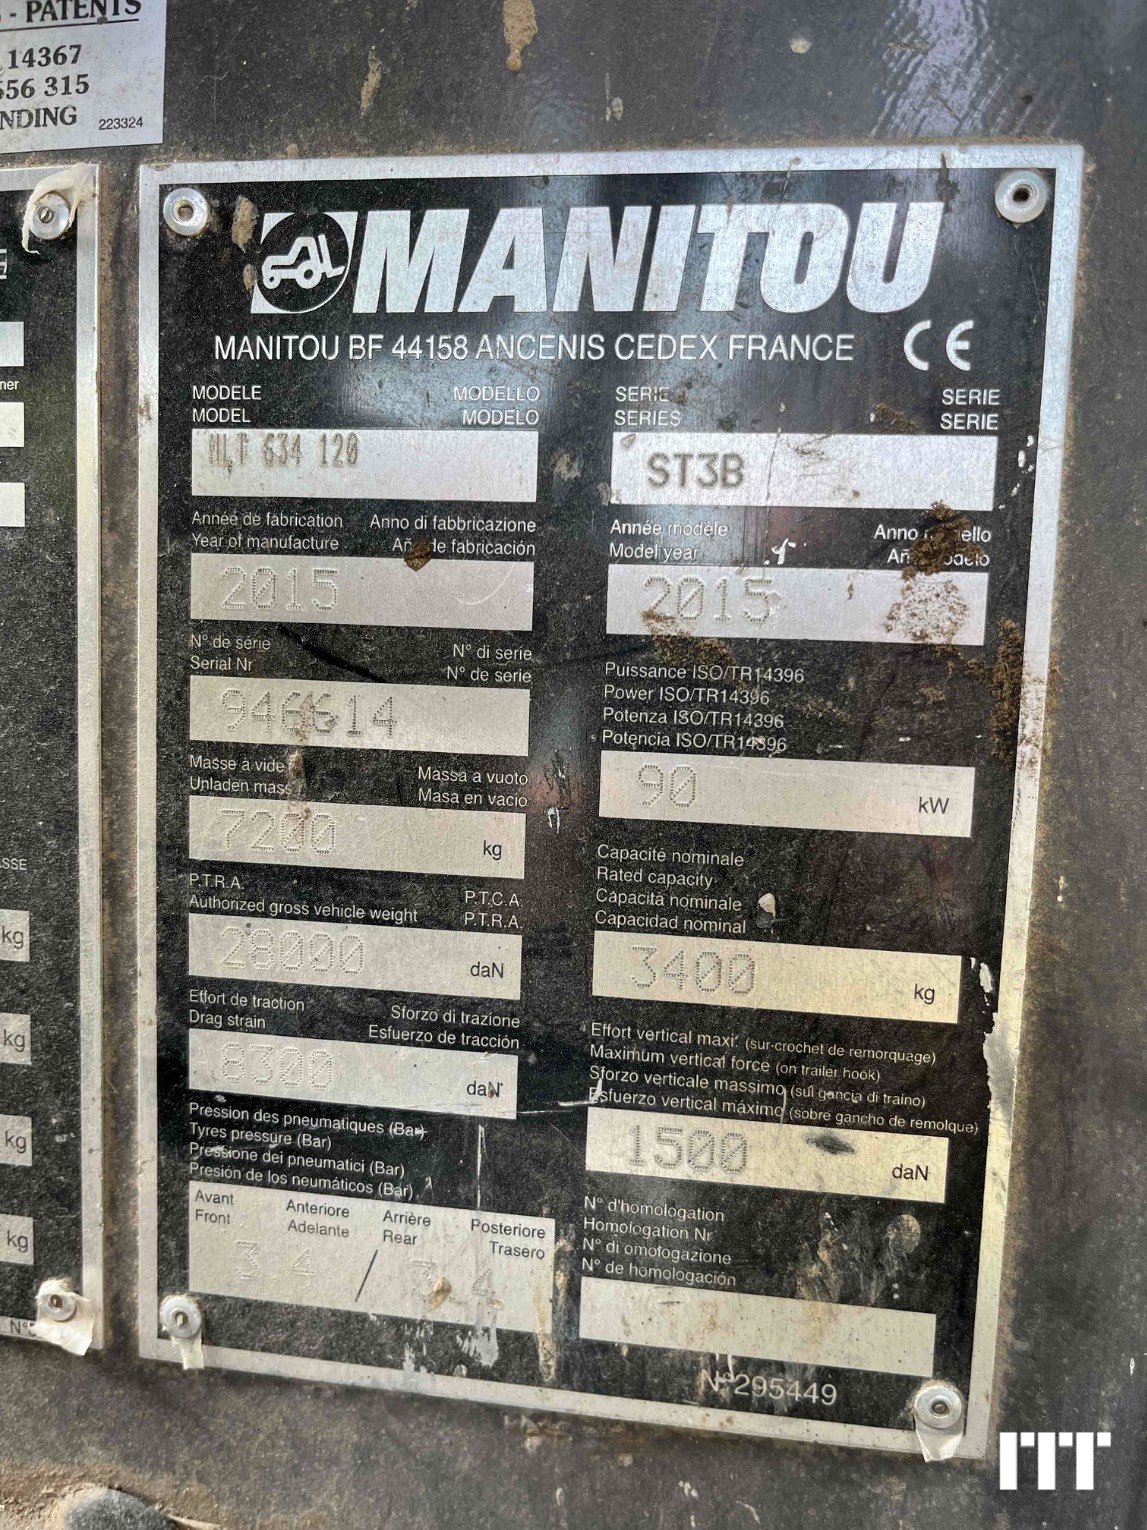 - PATENTS
14367
556 315
NDING 223324
MANITOU
MANITOU BF 44158 ANCENIS CEDEX FRANCE CE
MODELE MODELLO
MODEL MODELO
MLT 634 120
SERIE SERIE
SERIES SERIE
ST3B
Année de fabrication Anno di fabbricazione
Year of manufacture Año de fabricación
2015
Année modèle Anno
Model year
2015
N° de série N° di serie
Serial Nr N° de serie
946614
Puissance ISO/TR14396
Power ISO/TR14396
Potenza ISO/TR14396
Potencia ISO/TR14396
90 kW
Masse à vide Massa a vuoto
Unladen mass Masa en vacio
7200 kg
Capacité nominale
Rated capacity
Capacita nominale
Capacidad nominal
3400 kg
P.T.R.A. P.T.C.A.
Authorized gross vehicle weight P.T.R.A.
28000 daN
Effort de traction Sforzo di trazione
Drag strain Esfuerzo de tracción
8300 daN
Effort vertical maxi. (sur-crochet de remorquage)
Maximum vertical force (on trailer hook)
Sforzo verticale massimo (sul gancia di traino)
Esfuerzo vertical máximo (sobre gancho de remolque)
1500 daN
Pression des pneumatiques (Bar)
Tyres pressure (Bar)
Pressione dei pneumatici (Bar)
Presión de los neumáticos (Bar)
Avant Anteriore Arrière Posteriore
Front Adelante Rear Trasero
3.4 / 3.4
N° d'homologation
Homologation Nr
N° di omofogazione
N° de homologación
N°295449
ner
ASSE
kg
kg
kg
kg